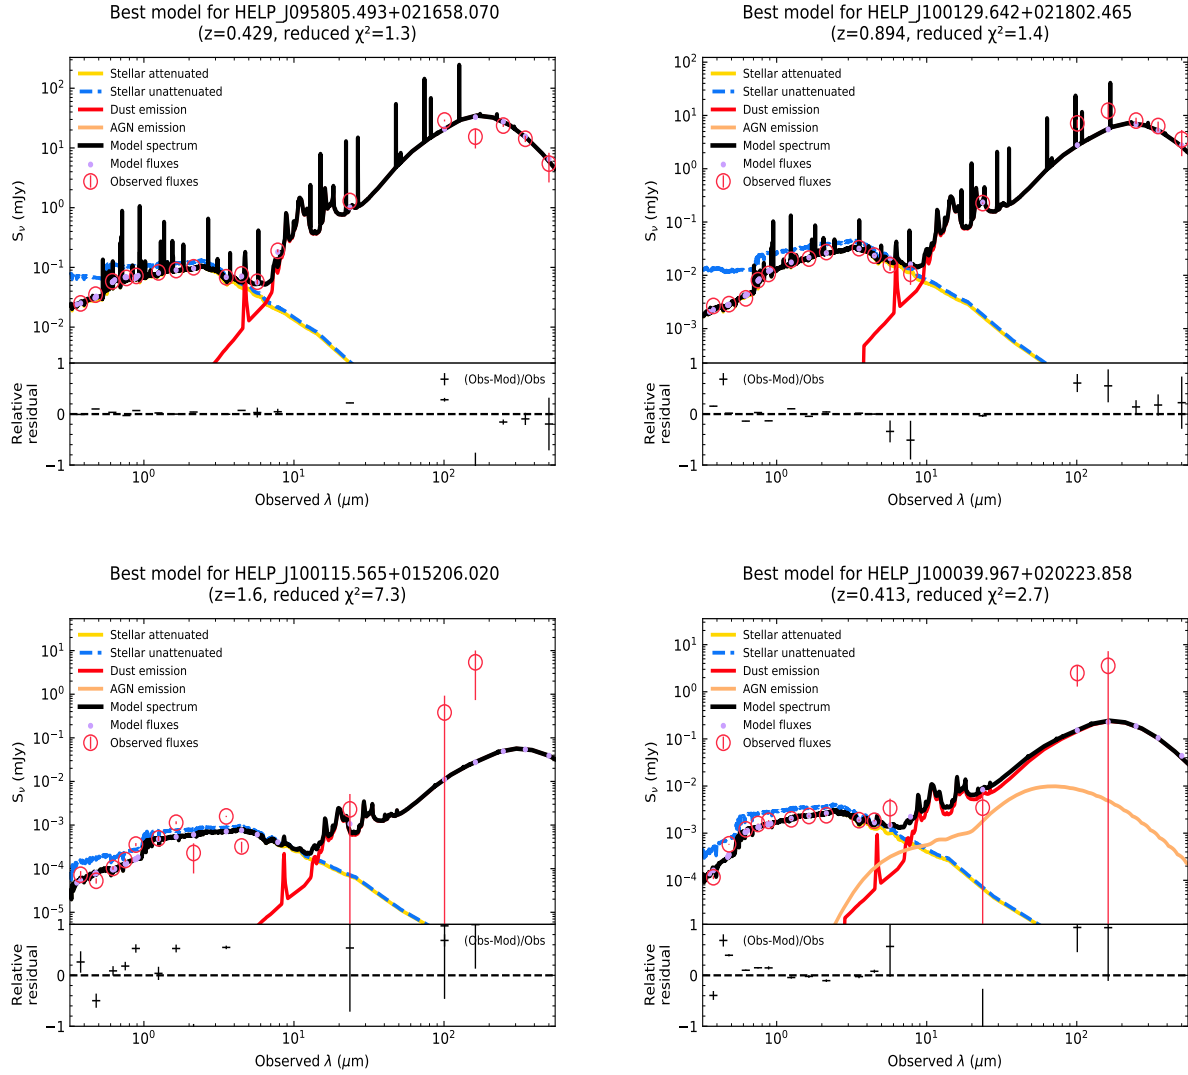 Best model for HELP_J095805.493+021658.070
(z=0.429, reduced χ²=1.3)
10²
10¹
10⁰
10⁻¹
10⁻²
S_ν (mJy)
Stellar attenuated
Stellar unattenuated
Dust emission
AGN emission
Model spectrum
Model fluxes
Observed fluxes
1
0
−1
Relative
residual
(Obs-Mod)/Obs
10⁰ 10¹ 10²
Observed λ (μm)
Best model for HELP_J100129.642+021802.465
(z=0.894, reduced χ²=1.4)
10²
10¹
10⁰
10⁻¹
10⁻²
10⁻³
S_ν (mJy)
Stellar attenuated
Stellar unattenuated
Dust emission
AGN emission
Model spectrum
Model fluxes
Observed fluxes
1
0
−1
Relative
residual
(Obs-Mod)/Obs
10⁰ 10¹ 10²
Observed λ (μm)
Best model for HELP_J100115.565+015206.020
(z=1.6, reduced χ²=7.3)
10¹
10⁰
10⁻¹
10⁻²
10⁻³
10⁻⁴
10⁻⁵
S_ν (mJy)
Stellar attenuated
Stellar unattenuated
Dust emission
AGN emission
Model spectrum
Model fluxes
Observed fluxes
1
0
−1
Relative
residual
(Obs-Mod)/Obs
10⁰ 10¹ 10²
Observed λ (μm)
Best model for HELP_J100039.967+020223.858
(z=0.413, reduced χ²=2.7)
10¹
10⁰
10⁻¹
10⁻²
10⁻³
10⁻⁴
S_ν (mJy)
Stellar attenuated
Stellar unattenuated
Dust emission
AGN emission
Model spectrum
Model fluxes
Observed fluxes
1
0
−1
Relative
residual
(Obs-Mod)/Obs
10⁰ 10¹ 10²
Observed λ (μm)